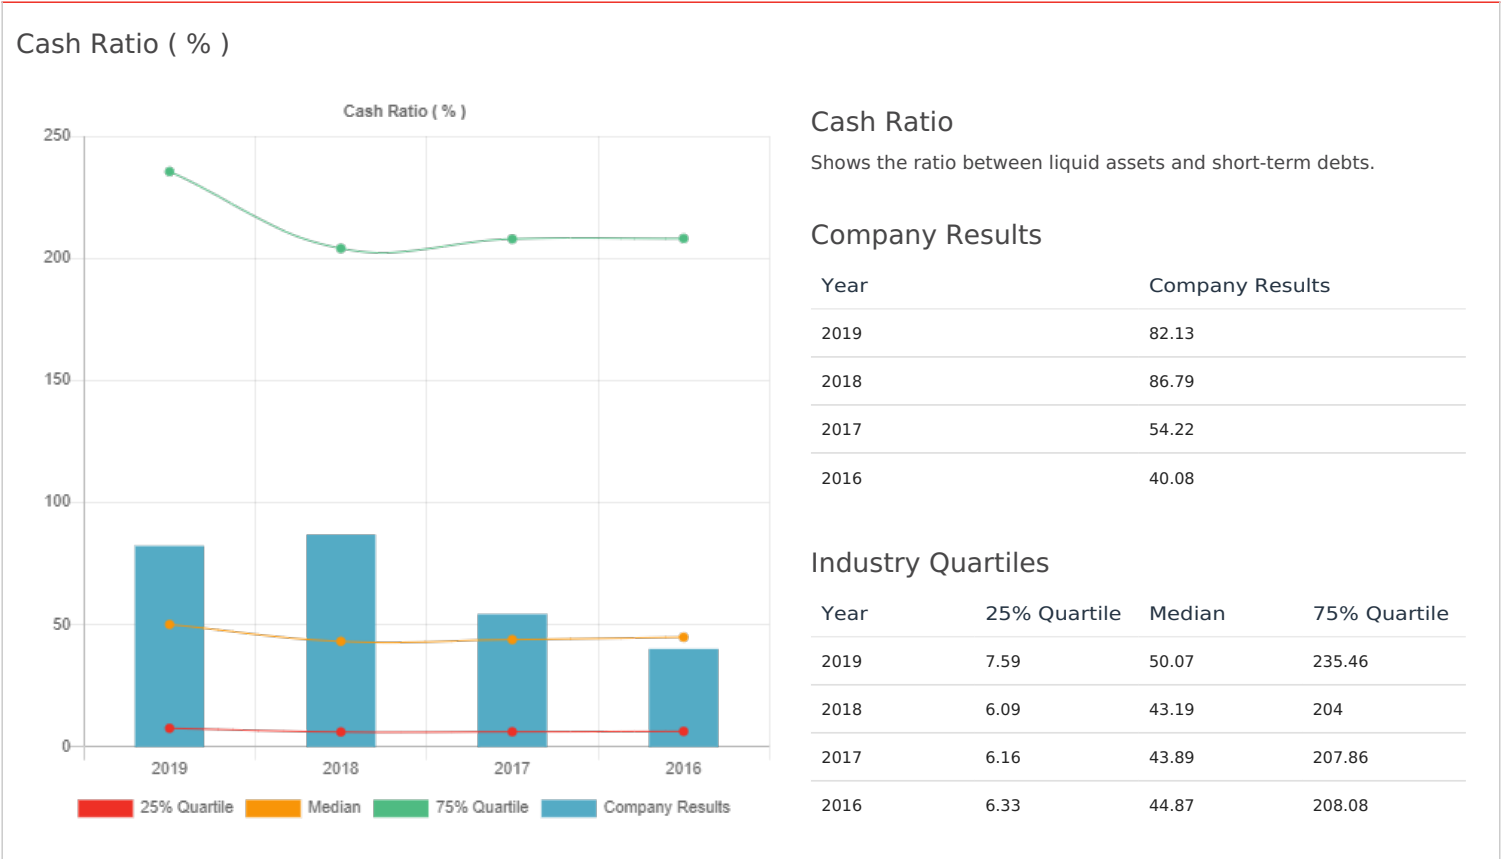 Cash Ratio ( % )
Cash Ratio ( % )
250
200
150
100
50
0
2019 2018 2017 2016
25% Quartile Median 75% Quartile Company Results
Cash Ratio
Shows the ratio between liquid assets and short-term debts.
Company Results
Year Company Results
2019 82.13
2018 86.79
2017 54.22
2016 40.08
Industry Quartiles
Year 25% Quartile Median 75% Quartile
2019 7.59 50.07 235.46
2018 6.09 43.19 204
2017 6.16 43.89 207.86
2016 6.33 44.87 208.08